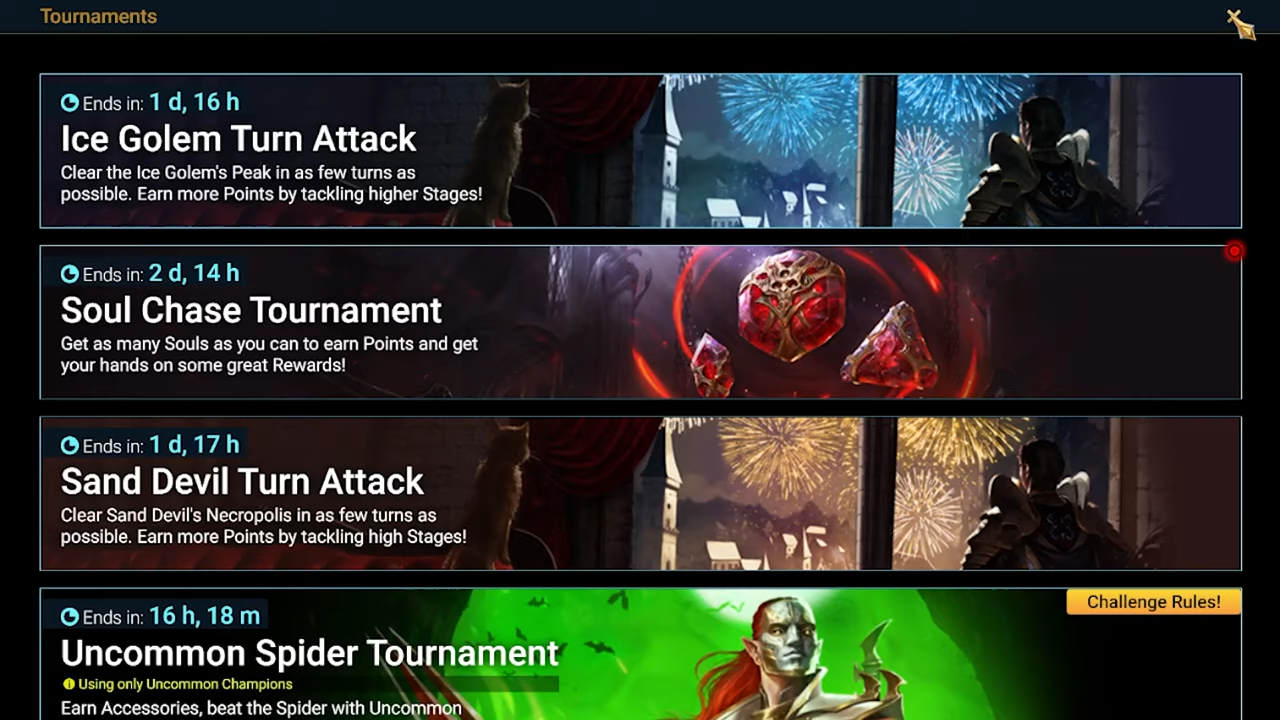 Tournaments
Ends in: 1 d, 16 h
Ice Golem Turn Attack
Clear the Ice Golem's Peak in as few turns as
possible. Earn more Points by tackling higher Stages!
Ends in: 2 d, 14 h
Soul Chase Tournament
Get as many Souls as you can to earn Points and get
your hands on some great Rewards!
Ends in: 1 d, 17 h
Sand Devil Turn Attack
Clear Sand Devil's Necropolis in as few turns as
possible. Earn more Points by tackling high Stages!
Ends in: 16 h, 18 m
Challenge Rules!
Uncommon Spider Tournament
Using only Uncommon Champions
Earn Accessories, beat the Spider with Uncommon